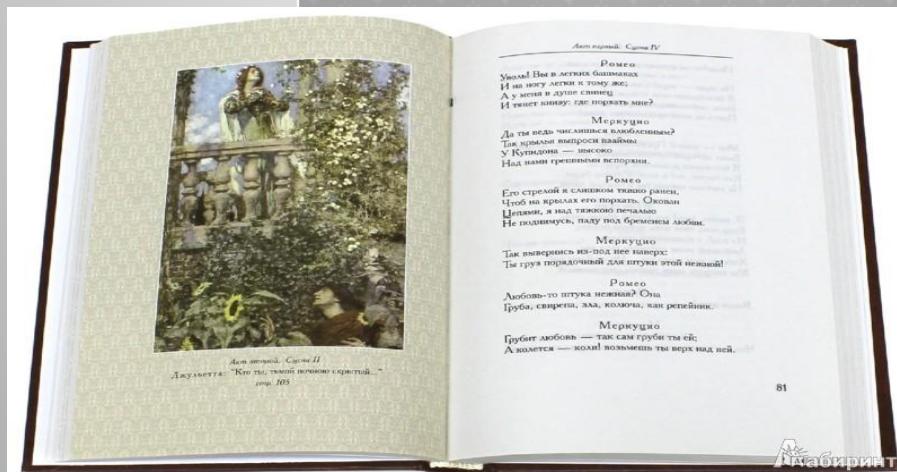 Акт второй. Сцена II
Джульетта: "Кто ты, тьмой ночною скрытый..."
стр. 105
Акт первый. Сцена IV
Ромео
Уволь! Вы в легких башмаках
И на ногу легки к тому же;
А у меня в душе свинец
И тянет книзу: где порхать мне?
Меркуцио
Да ты ведь числишься влюбленным?
Так крылья выпроси взаймы
У Купидона — высоко
Над нами грешными вспорхни.
Ромео
Его стрелой я слишком тяжко ранен,
Чтоб на крылах его порхать. Окован
Цепями, я над тяжкою печалью
Не поднимусь, паду под бременем любви.
Меркуцио
Так вывернись из-под нее наверх:
Ты груз порядочный для штуки этой нежной!
Ромео
Любовь-то штука нежная? Она
Груба, свирепа, зла, колюча, как репейник.
Меркуцио
Грубит любовь — так сам груби ты ей;
А колется — коли! возьмешь ты верх над ней.
81
Лабиринт